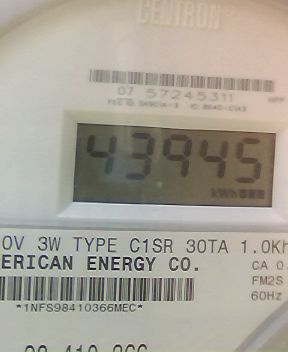 CENTRON
07 57245311
43945
kWh
0V 3W TYPE C1SR 30TA 1.0Kh
ERICAN ENERGY CO.
CA 0.
FM2S
60Hz
*1NFS98410366MEC*